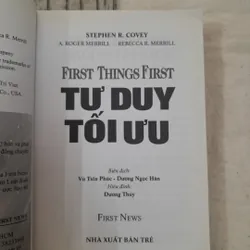 STEPHEN R. COVEY
A. ROGER MERRILL - REBECCA R. MERRILL
FIRST THINGS FIRST
TƯ DUY
TỐI ƯU
Biên dịch:
Vũ Tiến Phúc - Dương Ngọc Hân
Hiệu đính:
Dương Thủy
FIRST NEWS
NHÀ XUẤT BẢN TRẺ